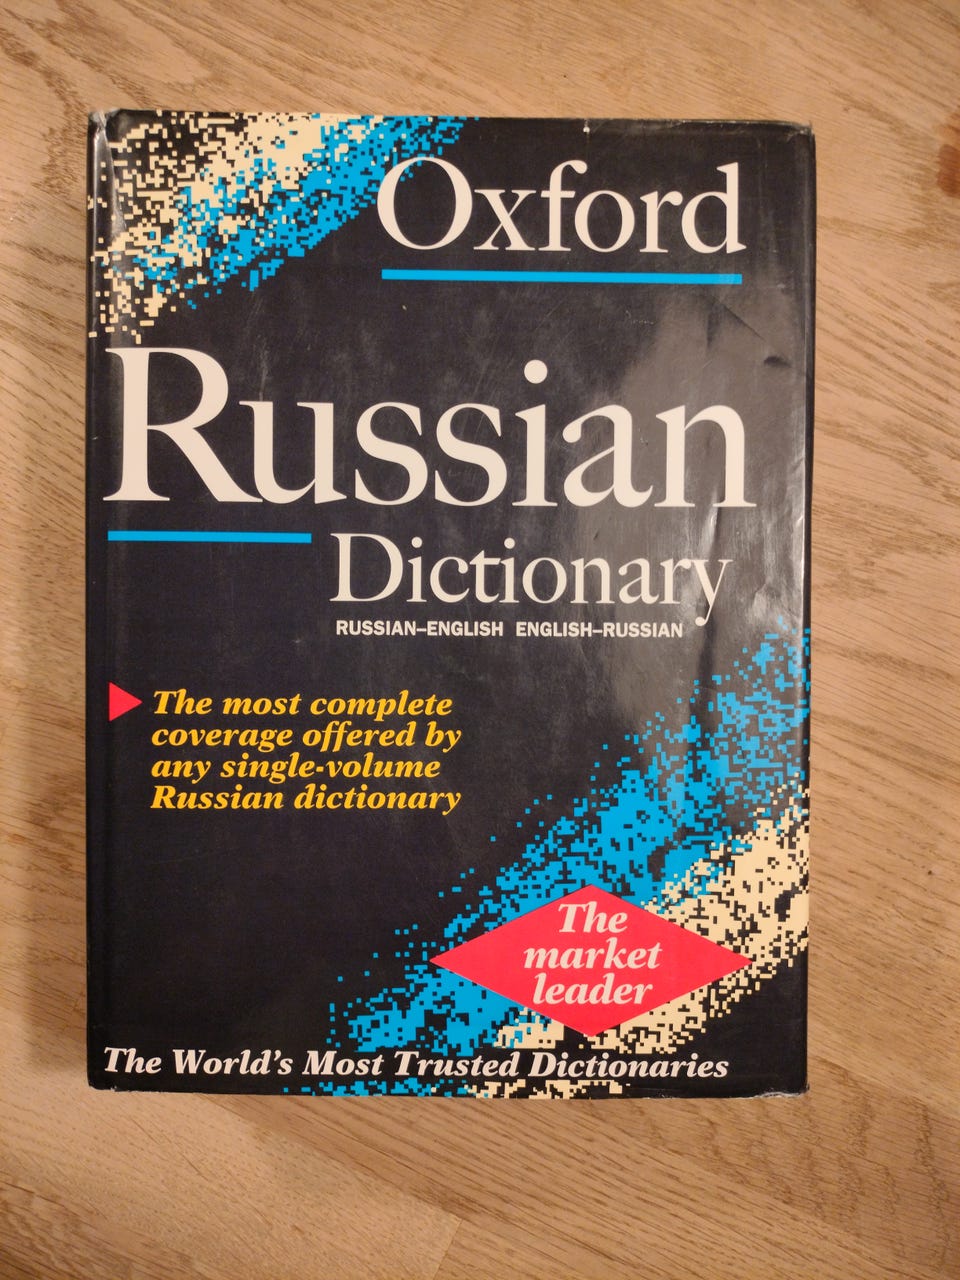 Oxford
Russian
Dictionary
RUSSIAN–ENGLISH ENGLISH–RUSSIAN
The most complete
coverage offered by
any single-volume
Russian dictionary
The
market
leader
The World's Most Trusted Dictionaries